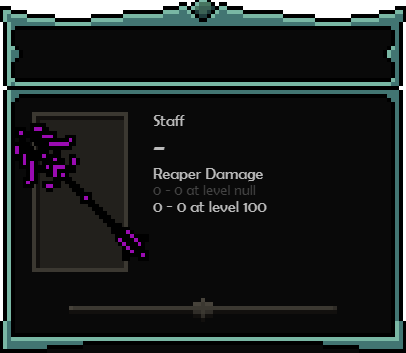 Staff
–
Reaper Damage
0 - 0 at level null
0 - 0 at level 100